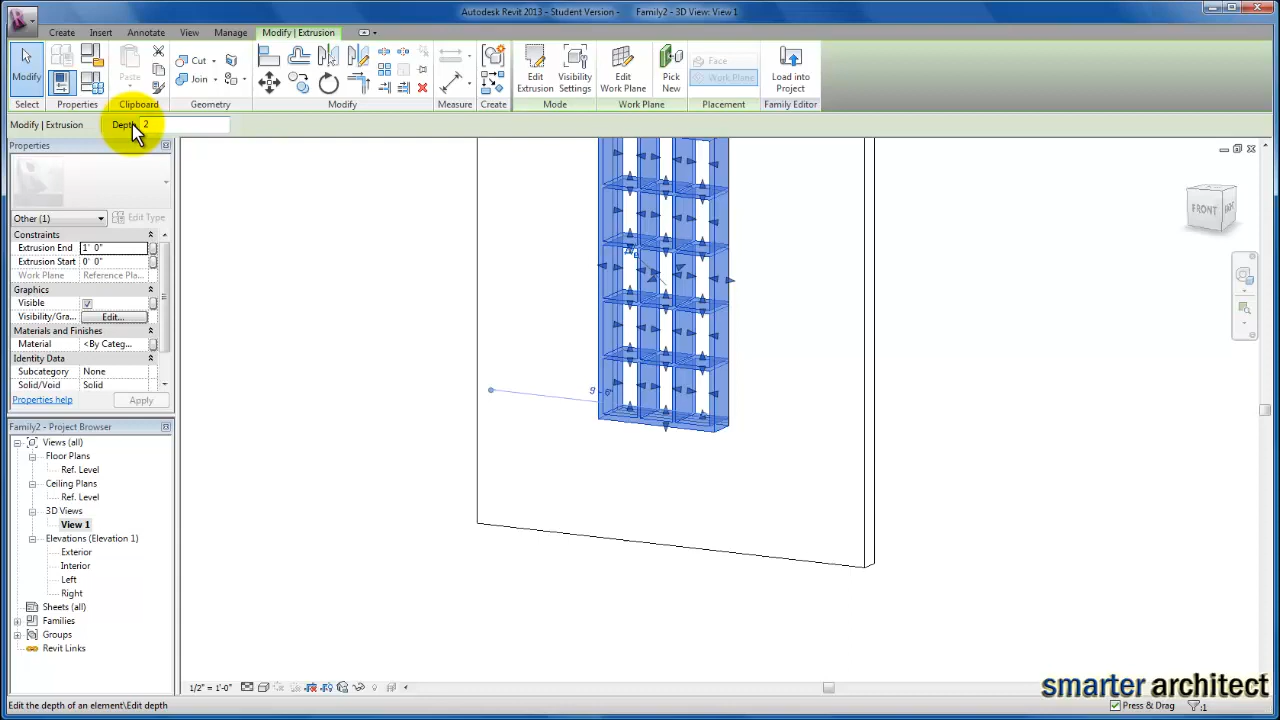 Autodesk Revit 2013 - Student Version - Family2 - 3D View: View 1
Create Insert Annotate View Manage Modify | Extrusion
Modify
Paste
Cut
Join
Edit Extrusion
Visibility Settings
Edit Work Plane
Pick New
Face
Work Plane
Load into Project
Select Properties Clipboard Geometry Modify Measure Create Mode Work Plane Placement Family Editor
Modify | Extrusion Depth 2
Properties
Other (1) Edit Type
Constraints
Extrusion End 1' 0"
Extrusion Start 0' 0"
Work Plane Reference Pla...
Graphics
Visible
Visibility/Gra... Edit...
Materials and Finishes
Material <By Categ...
Identity Data
Subcategory None
Solid/Void Solid
Properties help Apply
Family2 - Project Browser
Views (all)
Floor Plans
Ref. Level
Ceiling Plans
Ref. Level
3D Views
View 1
Elevations (Elevation 1)
Exterior
Interior
Left
Right
Sheets (all)
Families
Groups
Revit Links
FRONT
1/2" = 1'-0"
smarter architect
Edit the depth of an element\Edit depth
Press & Drag
:1